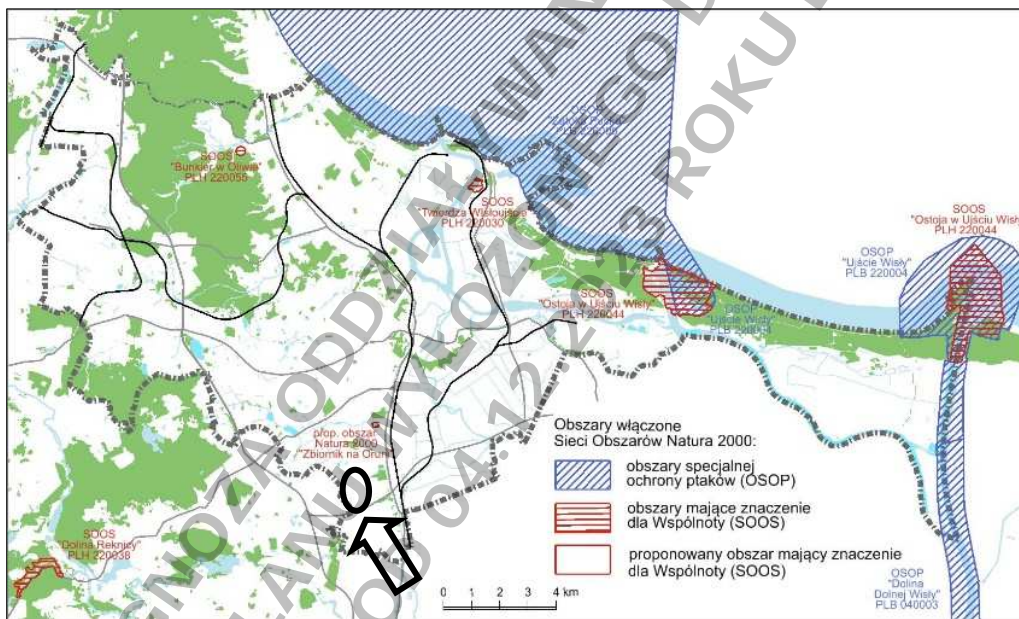 OSOP
"Zatoka Pucka"
SOOS
"Bunkier w Oliwie"
PLH 220055
SOOS
"Twierdza Wisłoujście"
PLH 220030
SOOS
"Ostoja w Ujściu Wisły"
PLH 220044
OSOP
"Ujście Wisły"
PLB 220004
SOOS
"Ostoja w Ujściu Wisły"
PLH 220044
OSOP
"Ujście Wisły"
PLB 220004
prop. obszar
Natura 2000
"Zbiornik na Oruni"
SOOS
"Dolina Reknicy"
PLH 220038
Obszary włączone
Sieci Obszarów Natura 2000:
obszary specjalnej
ochrony ptaków (OSOP)
obszary mające znaczenie
dla Wspólnoty (SOOS)
proponowany obszar mający znaczenie
dla Wspólnoty (SOOS)
OSOP
"Dolina
Dolnej Wisły"
PLB 040003
0 1 2 3 4 km